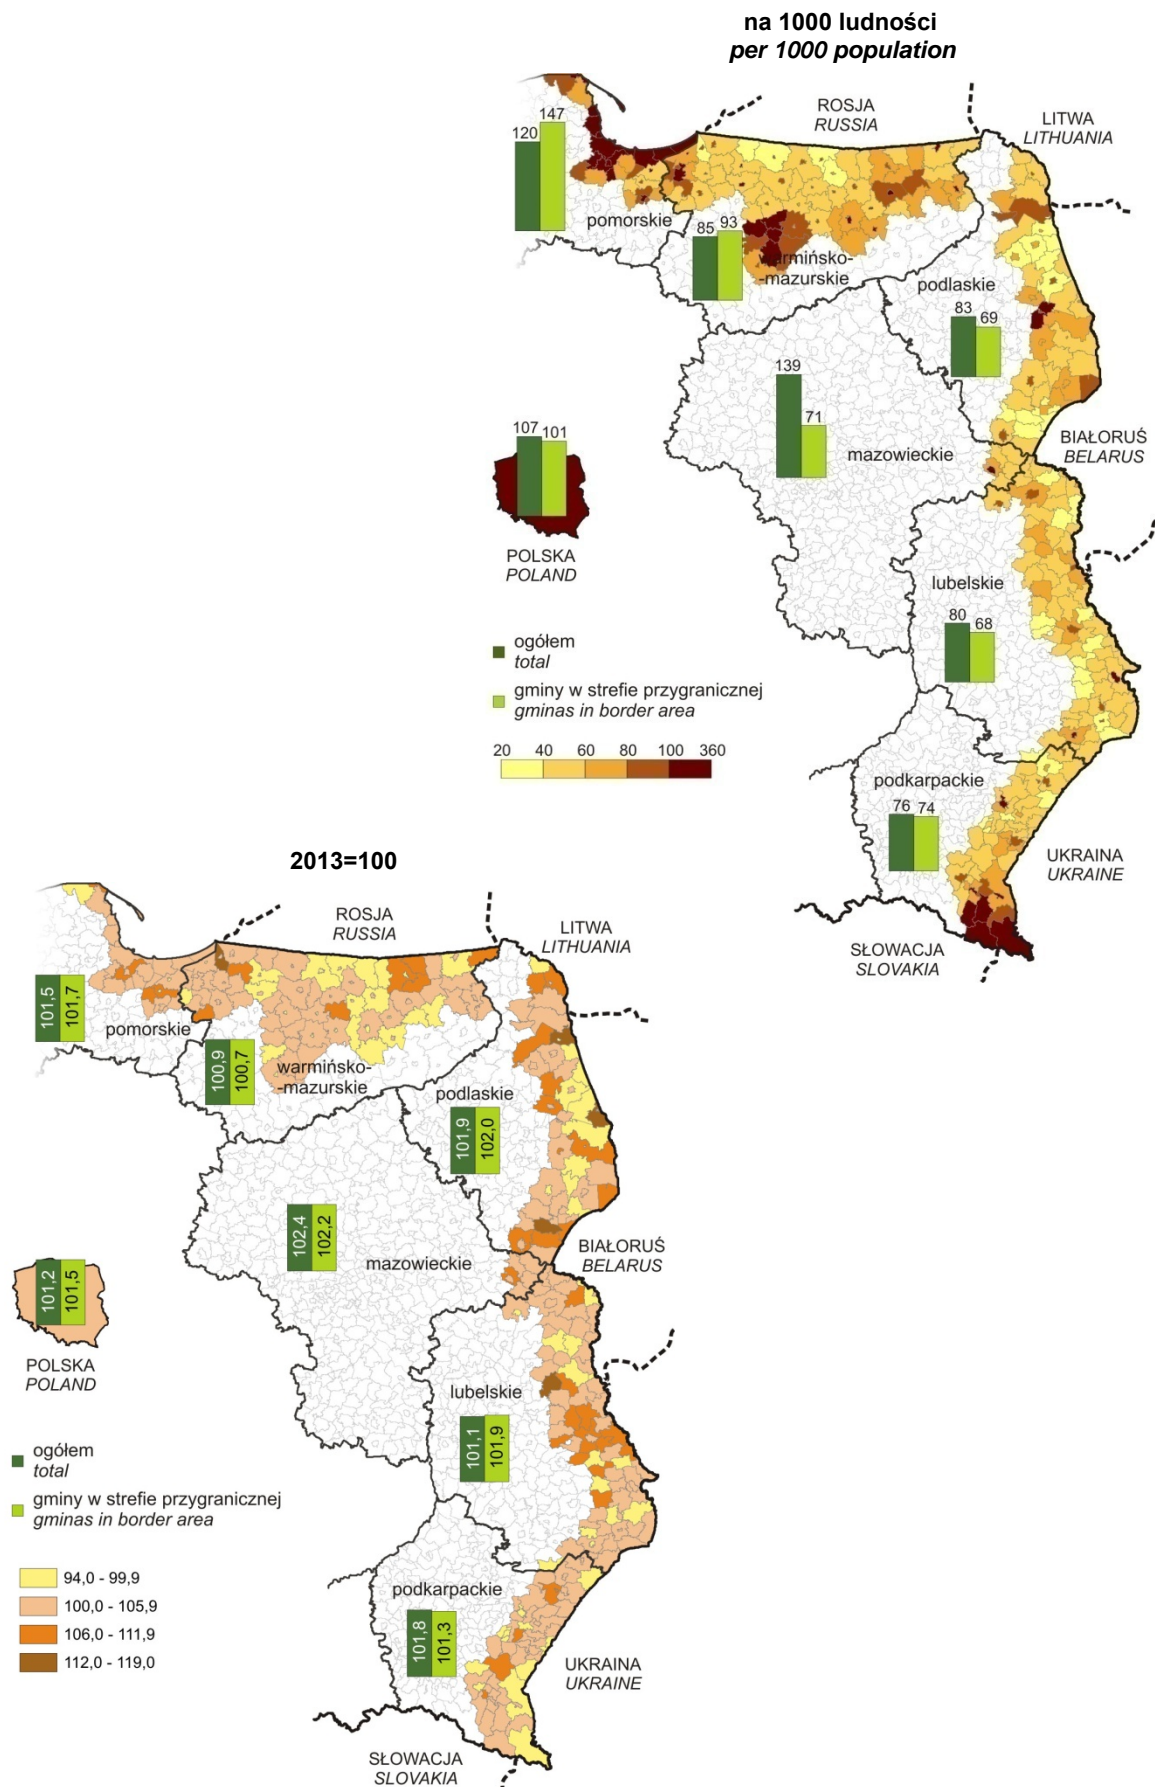 na 1000 ludności
per 1000 population
ROSJA
RUSSIA
LITWA
LITHUANIA
120
147
pomorskie
85
93
warmińsko-
-mazurskie
podlaskie
83
69
139
71
mazowieckie
BIAŁORUŚ
BELARUS
107
101
POLSKA
POLAND
lubelskie
80
68
ogółem
total
gminy w strefie przygranicznej
gminas in border area
20
40
60
80
100
360
podkarpackie
76
74
UKRAINA
UKRAINE
SŁOWACJA
SLOVAKIA
2013=100
ROSJA
RUSSIA
LITWA
LITHUANIA
101,5
101,7
pomorskie
100,9
100,7
warmińsko-
-mazurskie
podlaskie
101,9
102,0
102,4
102,2
mazowieckie
BIAŁORUŚ
BELARUS
101,2
101,5
POLSKA
POLAND
lubelskie
101,1
101,9
ogółem
total
gminy w strefie przygranicznej
gminas in border area
94,0 - 99,9
100,0 - 105,9
106,0 - 111,9
112,0 - 119,0
podkarpackie
101,8
101,3
UKRAINA
UKRAINE
SŁOWACJA
SLOVAKIA